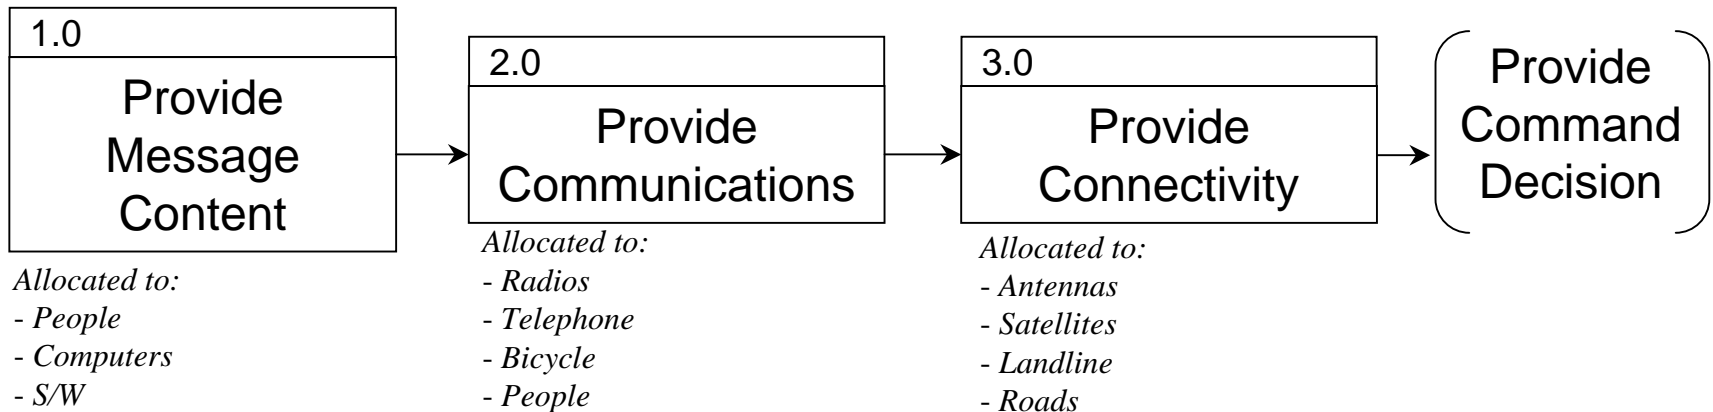 1.0
Provide
Message
Content
Allocated to:
- People
- Computers
- S/W
2.0
Provide
Communications
Allocated to:
- Radios
- Telephone
- Bicycle
- People
3.0
Provide
Connectivity
Allocated to:
- Antennas
- Satellites
- Landline
- Roads
Provide
Command
Decision